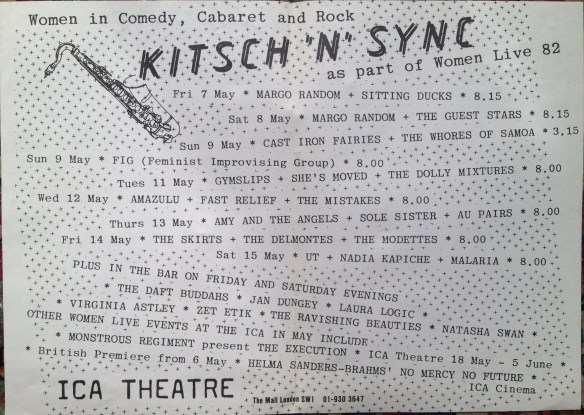 Women in Comedy, Cabaret and Rock
KITSCH 'N' SYNC
as part of Women Live 82
Fri 7 May * MARGO RANDOM + SITTING DUCKS * 8.15
Sat 8 May * MARGO RANDOM + THE GUEST STARS * 8.15
Sun 9 May * CAST IRON FAIRIES + THE WHORES OF SAMOA * 3.15
Sun 9 May * FIG (Feminist Improvising Group) * 8.00
Tues 11 May * GYMSLIPS + SHE'S MOVED + THE DOLLY MIXTURES * 8.00
Wed 12 May * AMAZULU + FAST RELIEF + THE MISTAKES * 8.00
Thurs 13 May * AMY AND THE ANGELS + SOLE SISTER + AU PAIRS * 8.00
Fri 14 May * THE SKIRTS + THE DELMONTES + THE MODETTES * 8.00
Sat 15 May * UT + NADIA KAPICHE + MALARIA * 8.00
PLUS IN THE BAR ON FRIDAY AND SATURDAY EVENINGS
* THE DAFT BUDDAHS * JAN DUNGEY * LAURA LOGIC *
* VIRGINIA ASTLEY * ZET ETIK * THE RAVISHING BEAUTIES * NATASHA SWAN *
OTHER WOMEN LIVE EVENTS AT THE ICA IN MAY INCLUDE
* MONSTROUS REGIMENT present THE EXECUTION * ICA Theatre 18 May - 5 June *
* British Premiere from 6 May * HELMA SANDERS-BRAHMS' NO MERCY NO FUTURE *
ICA Cinema
ICA THEATRE
The Mall London SW1 01-930 3647